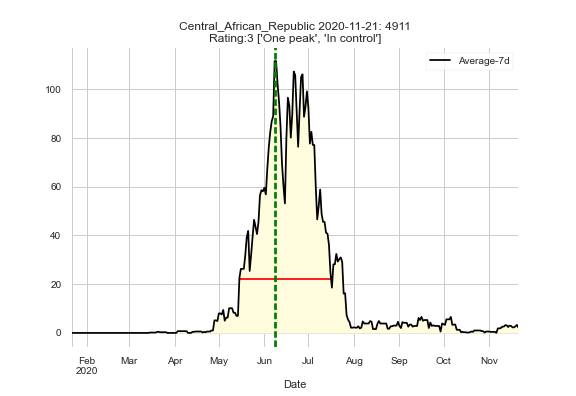 Central_African_Republic 2020-11-21: 4911
Rating:3 ['One peak', 'In control']
Average-7d
100
80
60
40
20
0
Feb Mar Apr May Jun Jul Aug Sep Oct Nov
2020
Date